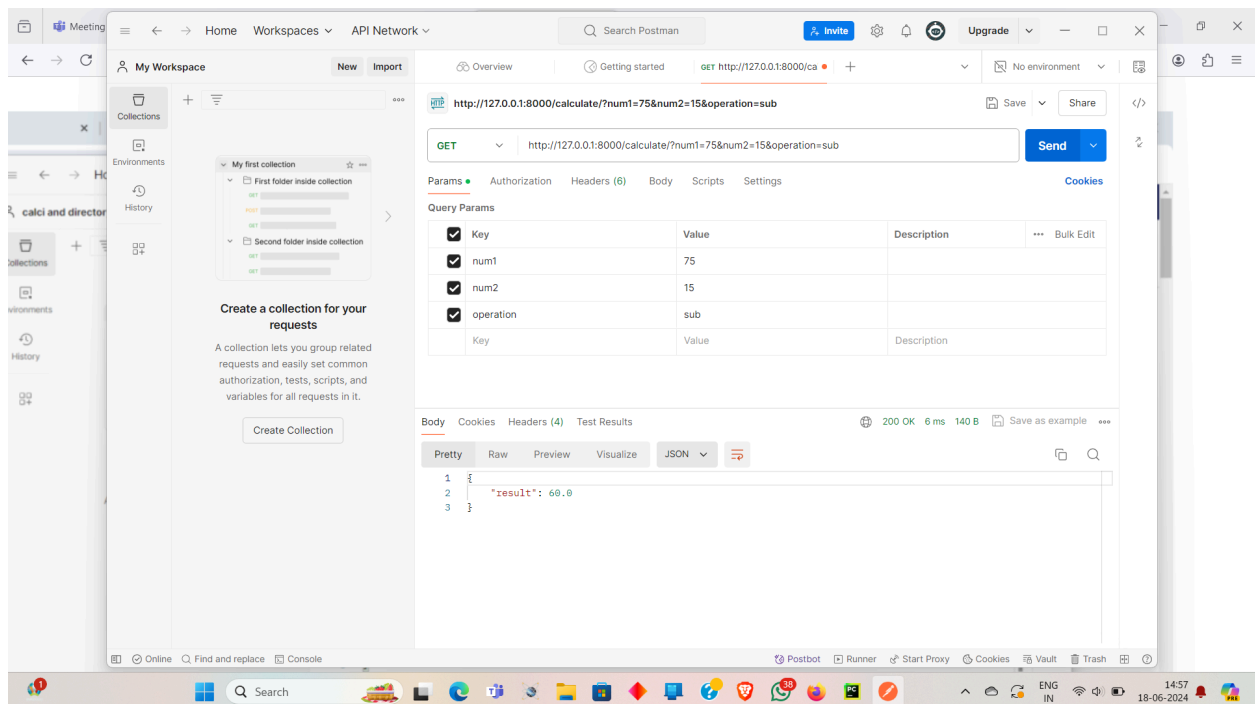 Meeting
Home Workspaces API Network
Search Postman
Invite
Upgrade
My Workspace New Import
Overview Getting started GET http://127.0.0.1:8000/ca
No environment
Collections
HTTP http://127.0.0.1:8000/calculate/?num1=75&num2=15&operation=sub
Save Share
GET http://127.0.0.1:8000/calculate/?num1=75&num2=15&operation=sub
Send
Environments
History
My first collection
First folder inside collection
GET
POST
GET
Second folder inside collection
GET
GET
Create a collection for your
requests
A collection lets you group related
requests and easily set common
authorization, tests, scripts, and
variables for all requests in it.
Create Collection
Params Authorization Headers (6) Body Scripts Settings
Cookies
Query Params
Key Value Description Bulk Edit
num1 75
num2 15
operation sub
Key Value Description
Body Cookies Headers (4) Test Results
200 OK 6 ms 140 B Save as example
Pretty Raw Preview Visualize JSON
1 {
2 "result": 60.0
3 }
calci and director
History
Online Find and replace Console
Postbot Runner Start Proxy Cookies Vault Trash
1
Search
38
PC
ENG
IN
14:57
18-06-2024
PRE